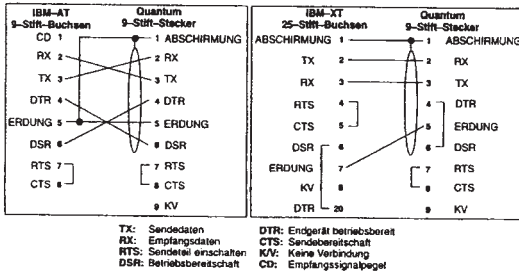 IBM-AT
9-Stift-Buchsen
Quantum
9-Stift-Stecker
CD 1 1 ABSCHIRMUNG
RX 2 2 RX
TX 3 3 TX
DTR 4 4 DTR
ERDUNG 5 5 ERDUNG
DSR 6 6 DSR
RTS 7 7 RTS
CTS 8 8 CTS
9 KV
IBM-XT
25-Stift-Buchsen
Quantum
9-Stift-Stecker
ABSCHIRMUNG 1 1 ABSCHIRMUNG
TX 2 2 RX
RX 3 3 TX
RTS 4 4 DTR
CTS 5 5 ERDUNG
DSR 6 6 DSR
ERDUNG 7 7 RTS
KV 8 8 CTS
DTR 20 9 KV
TX: Sendedaten
RX: Empfangsdaten
RTS: Sendeteil einschalten
DSR: Betriebsbereitschaft
DTR: Endgerät betriebsbereit
CTS: Sendebereitschaft
K/V: Keine Verbindung
CD: Empfangssignalpegel